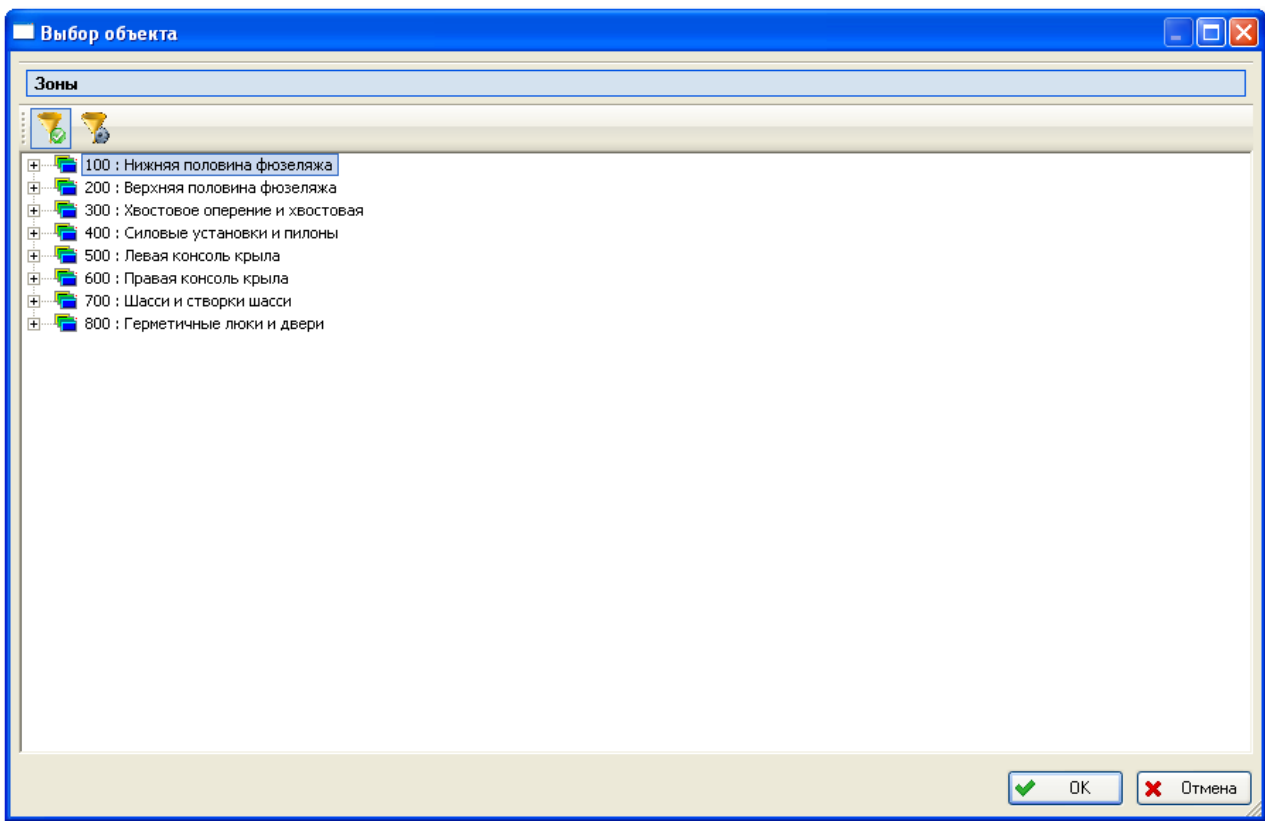 Выбор объекта
Зоны
100 : Нижняя половина фюзеляжа
200 : Верхняя половина фюзеляжа
300 : Хвостовое оперение и хвостовая
400 : Силовые установки и пилоны
500 : Левая консоль крыла
600 : Правая консоль крыла
700 : Шасси и створки шасси
800 : Герметичные люки и двери
OK Отмена